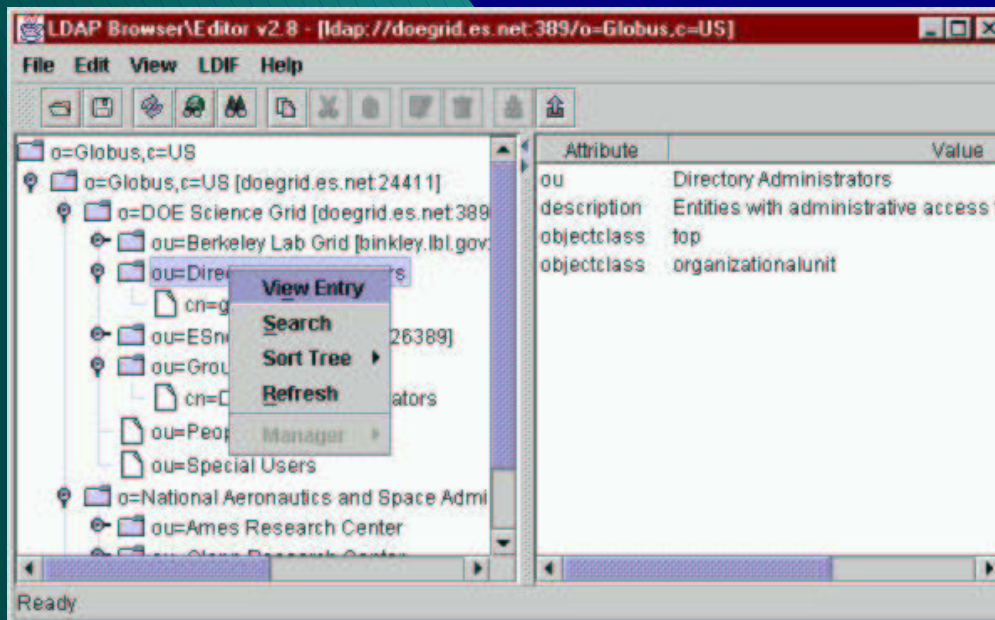 LDAP Browser\Editor v2.8 - [ldap://doegrid.es.net:389/o=Globus,c=US]
File Edit View LDIF Help
o=Globus,c=US
o=Globus,c=US [doegrid.es.net:24411]
o=DOE Science Grid [doegrid.es.net:389
ou=Berkeley Lab Grid [binkley.lbl.gov:
ou=Dire rs
cn=g
ou=ESn 26389]
ou=Grou
cn=D ators
ou=Peop
ou=Special Users
o=National Aeronautics and Space Admi
ou=Ames Research Center
View Entry
Search
Sort Tree
Refresh
Manager
Attribute Value
ou Directory Administrators
description Entities with administrative access
objectclass top
objectclass organizationalunit
Ready